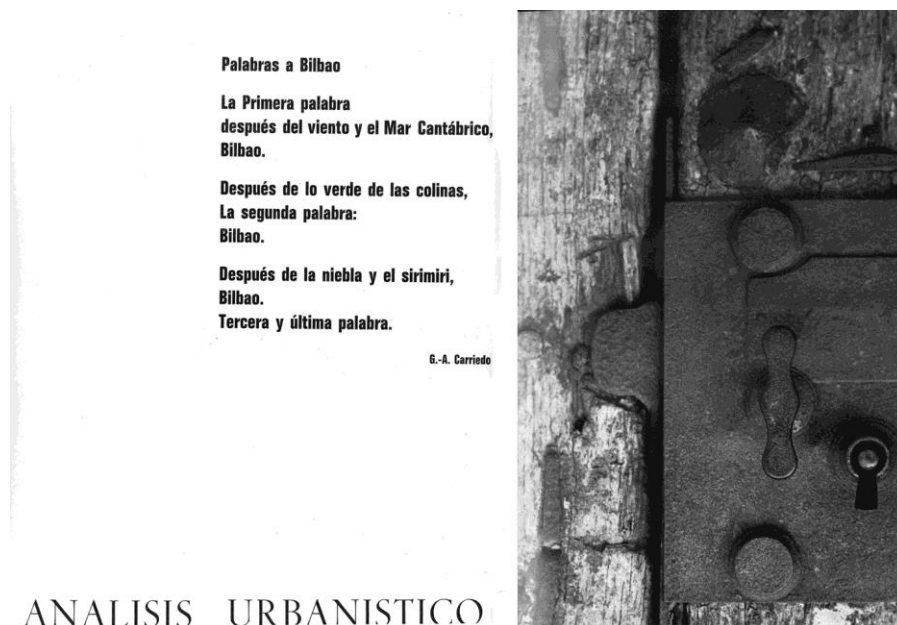 Palabras a Bilbao
La Primera palabra
después del viento y el Mar Cantábrico,
Bilbao.
Después de lo verde de las colinas,
La segunda palabra:
Bilbao.
Después de la niebla y el sirimiri,
Bilbao.
Tercera y última palabra.
G.-A. Carriedo
ANALISIS URBANISTICO